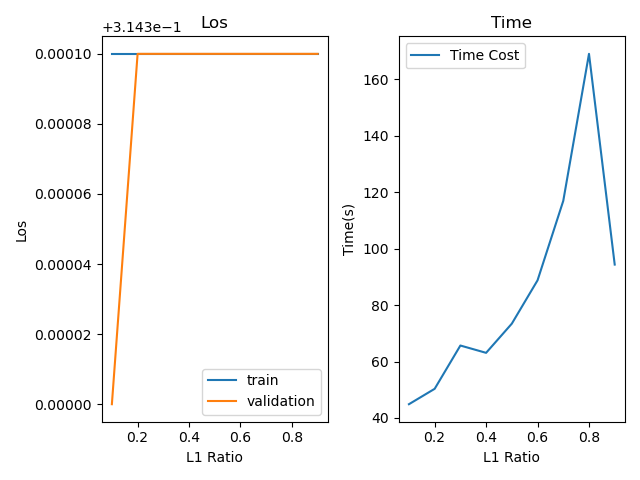 Los
+3.143e−1
0.00010
0.00008
0.00006
0.00004
0.00002
0.00000
Los
train
validation
0.2 0.4 0.6 0.8
L1 Ratio
Time
Time Cost
160
140
120
100
80
60
40
Time(s)
0.2 0.4 0.6 0.8
L1 Ratio